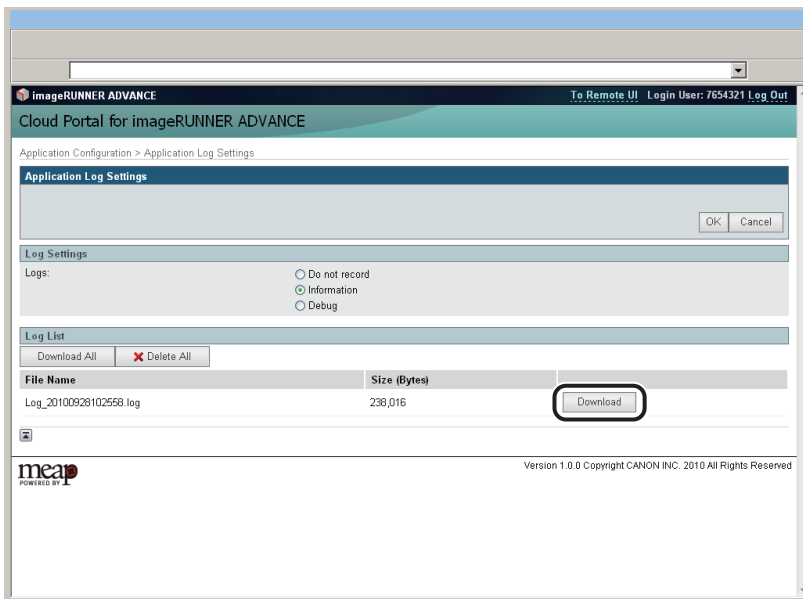 imageRUNNER ADVANCE To Remote UI Login User: 7654321 Log Out
Cloud Portal for imageRUNNER ADVANCE
Application Configuration > Application Log Settings
Application Log Settings
OK Cancel
Log Settings
Logs: Do not record
Information
Debug
Log List
Download All Delete All
File Name Size (Bytes)
Log_20100928102558.log 238,016 Download
meap
POWERED BY
Version 1.0.0 Copyright CANON INC. 2010 All Rights Reserved